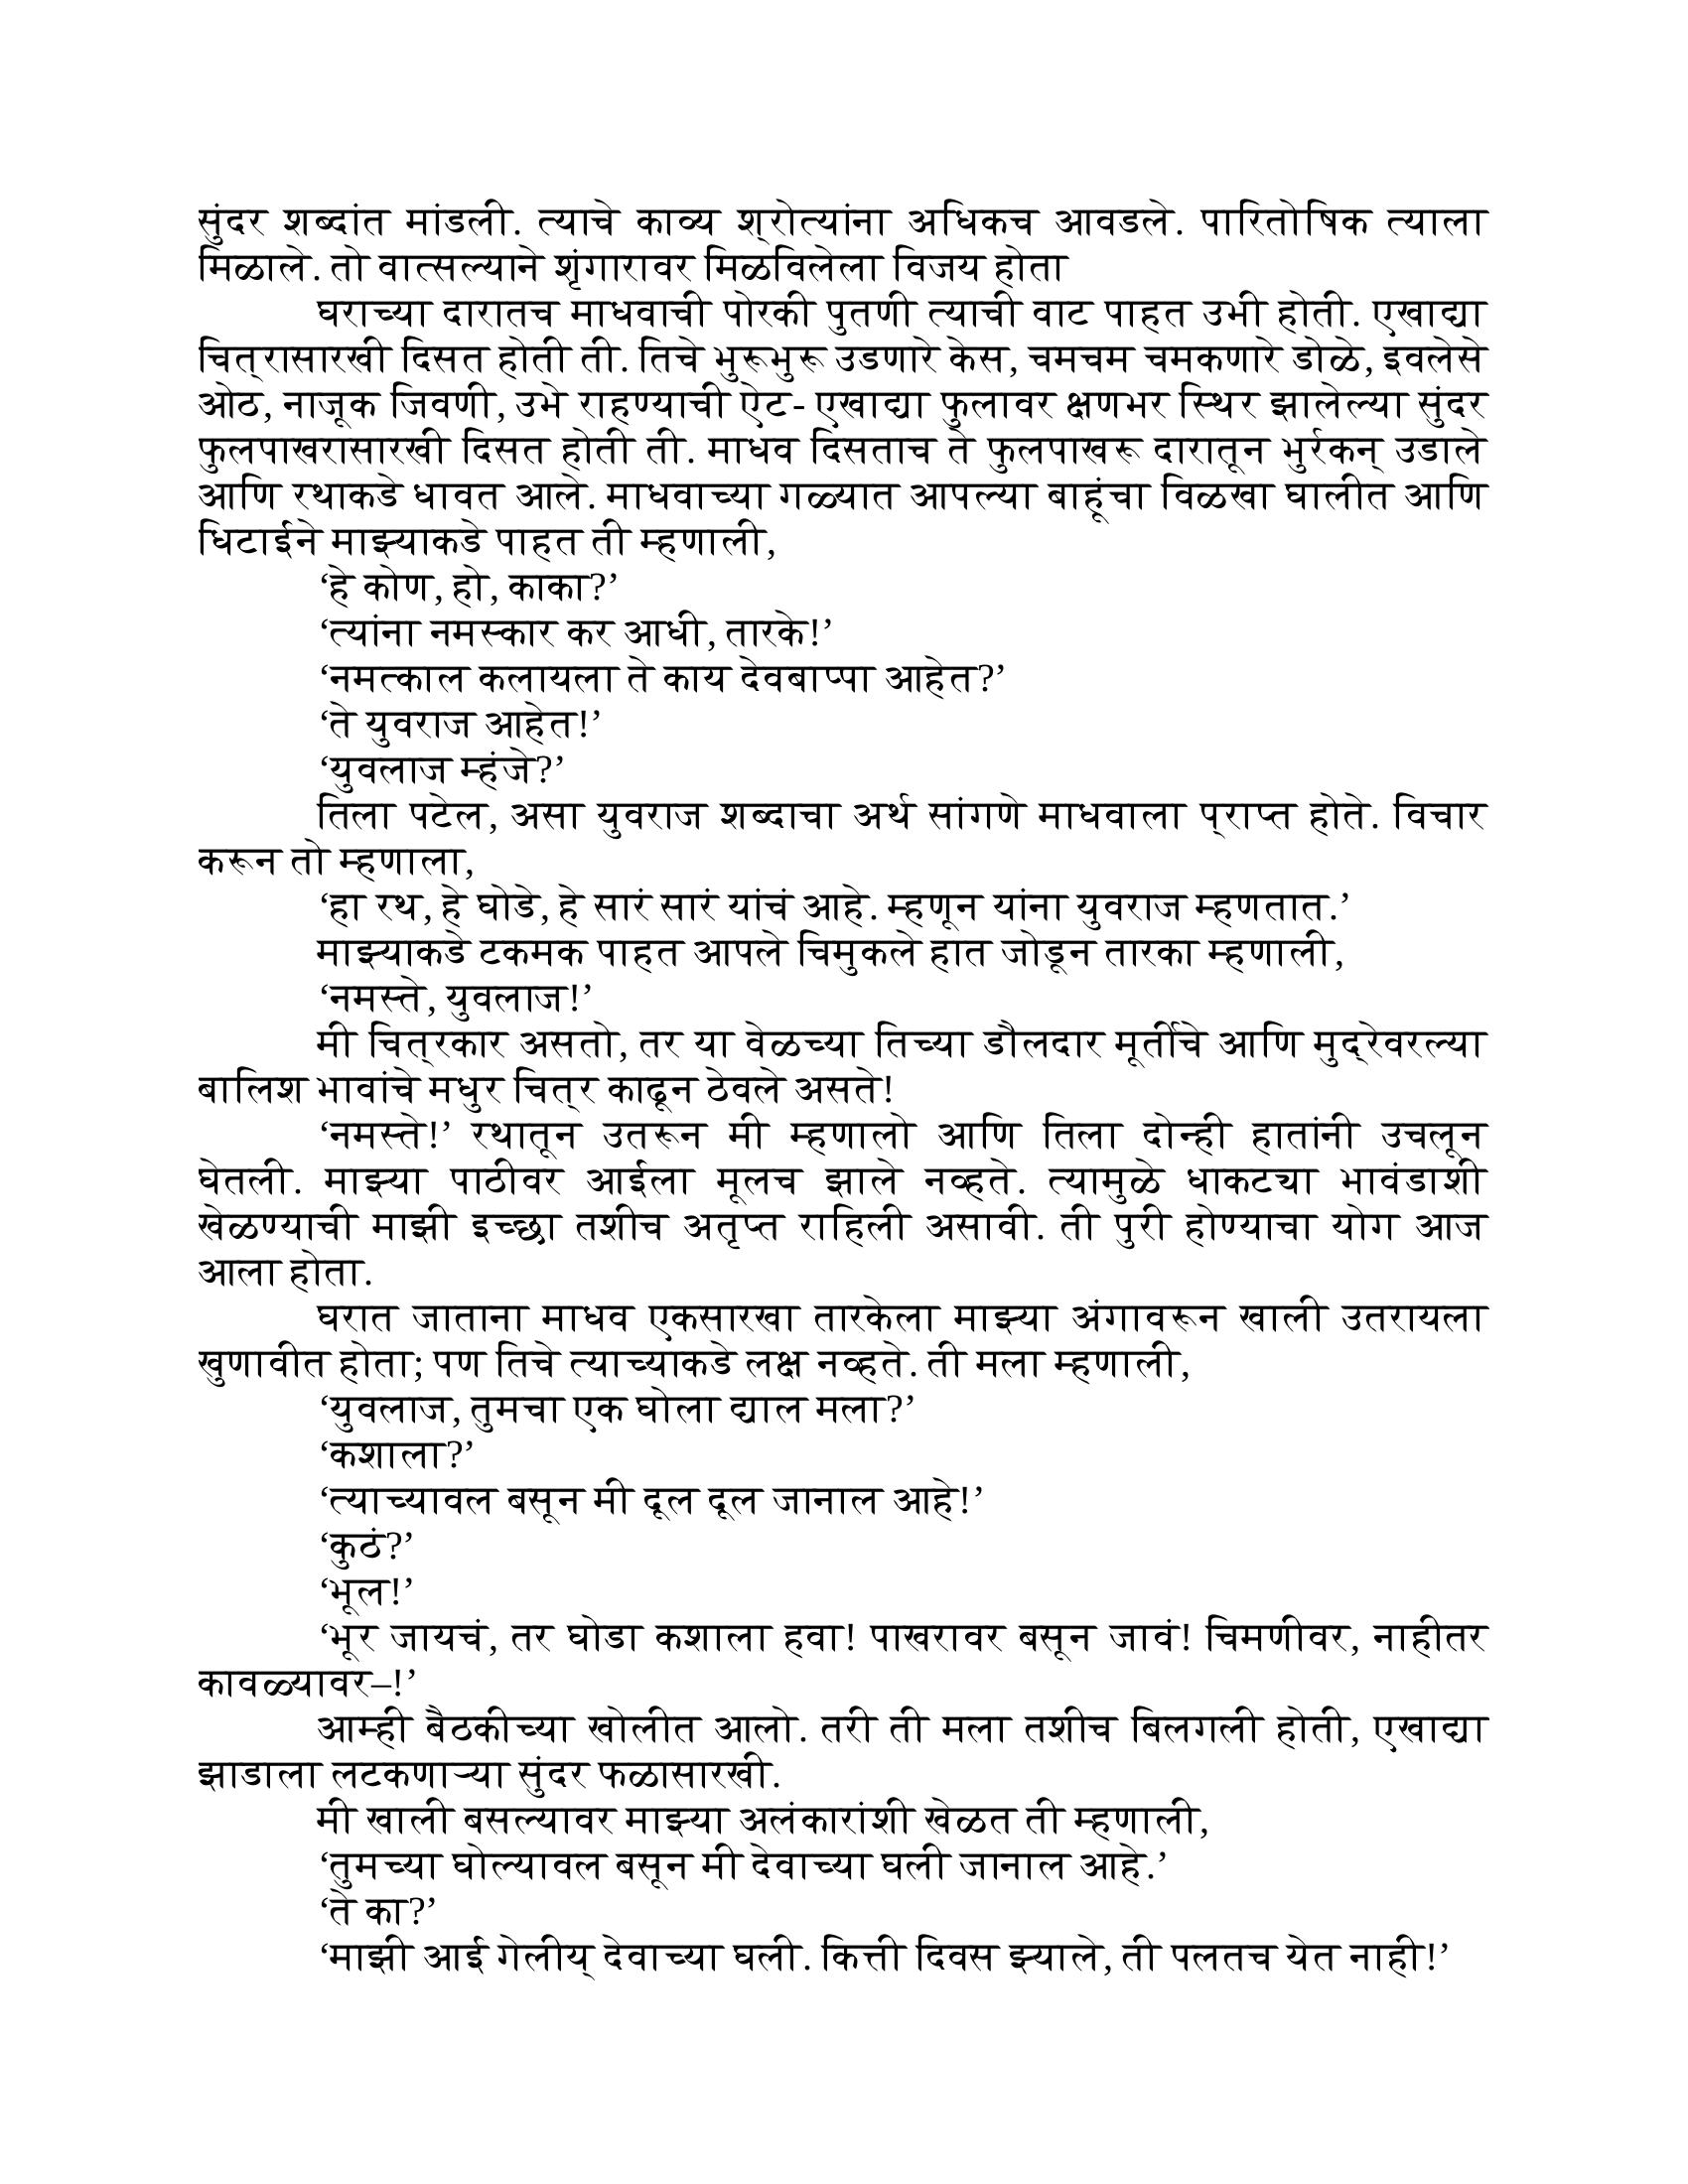 सुंदर शब्दांत मांडली. त्याचे काव्य श्रोत्यांना अधिकच आवडले. पारितोषिक त्याला
मिळाले. तो वात्सल्याने शृंगारावर मिळविलेला विजय होता
घराच्या दारातच माधवाची पोरकी पुतणी त्याची वाट पाहत उभी होती. एखाद्या
चित्रासारखी दिसत होती ती. तिचे भुरूभुरू उडणारे केस, चमचम चमकणारे डोळे, इवलेसे
ओठ, नाजूक जिवणी, उभे राहण्याची ऐट- एखाद्या फुलावर क्षणभर स्थिर झालेल्या सुंदर
फुलपाखरासारखी दिसत होती ती. माधव दिसताच ते फुलपाखरू दारातून भुर्रकन् उडाले
आणि रथाकडे धावत आले. माधवाच्या गळ्यात आपल्या बाहूंचा विळखा घालीत आणि
धिटाईने माझ्याकडे पाहत ती म्हणाली,
‘हे कोण, हो, काका?’
‘त्यांना नमस्कार कर आधी, तारके!’
‘नमत्काल कलायला ते काय देवबाप्पा आहेत?’
‘ते युवराज आहेत!’
‘युवलाज म्हंजे?’
तिला पटेल, असा युवराज शब्दाचा अर्थ सांगणे माधवाला प्राप्त होते. विचार
करून तो म्हणाला,
‘हा रथ, हे घोडे, हे सारं सारं यांचं आहे. म्हणून यांना युवराज म्हणतात.’
माझ्याकडे टकमक पाहत आपले चिमुकले हात जोडून तारका म्हणाली,
‘नमस्ते, युवलाज!’
मी चित्रकार असतो, तर या वेळच्या तिच्या डौलदार मूर्तीचे आणि मुद्रेवरल्या
बालिश भावांचे मधुर चित्र काढून ठेवले असते!
‘नमस्ते!’ रथातून उतरून मी म्हणालो आणि तिला दोन्ही हातांनी उचलून
घेतली. माझ्या पाठीवर आईला मूलच झाले नव्हते. त्यामुळे धाकट्या भावंडाशी
खेळण्याची माझी इच्छा तशीच अतृप्त राहिली असावी. ती पुरी होण्याचा योग आज
आला होता.
घरात जाताना माधव एकसारखा तारकेला माझ्या अंगावरून खाली उतरायला
खुणावीत होता; पण तिचे त्याच्याकडे लक्ष नव्हते. ती मला म्हणाली,
‘युवलाज, तुमचा एक घोला द्याल मला?’
‘कशाला?’
‘त्याच्यावल बसून मी दूल दूल जानाल आहे!’
‘कुठं?’
‘भूल!’
‘भूर जायचं, तर घोडा कशाला हवा! पाखरावर बसून जावं! चिमणीवर, नाहीतर
कावळ्यावर–!’
आम्ही बैठकीच्या खोलीत आलो. तरी ती मला तशीच बिलगली होती, एखाद्या
झाडाला लटकणाऱ्या सुंदर फळासारखी.
मी खाली बसल्यावर माझ्या अलंकारांशी खेळत ती म्हणाली,
‘तुमच्या घोल्यावल बसून मी देवाच्या घली जानाल आहे.’
‘ते का?’
‘माझी आई गेलीय् देवाच्या घली. कित्ती दिवस झ्याले, ती पलतच येत नाही!’